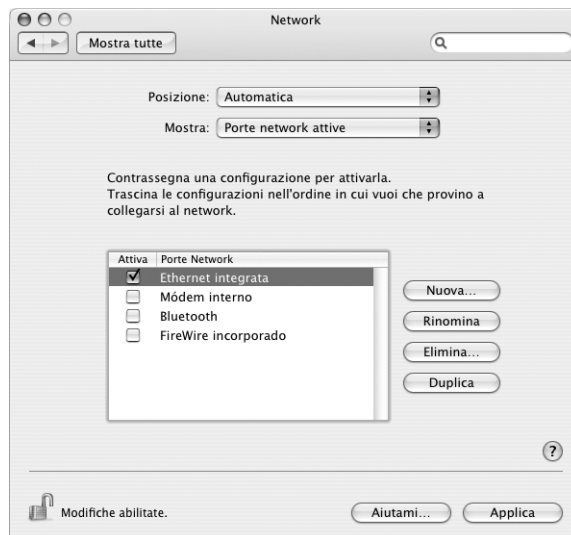 Network
Mostra tutte
Posizione: Automatica
Mostra: Porte network attive
Contrassegna una configurazione per attivarla.
Trascina le configurazioni nell'ordine in cui vuoi che provino a
collegarsi al network.
Attiva Porte Network
Ethernet integrata
Módem interno
Bluetooth
FireWire incorporado
Nuova...
Rinomina
Elimina...
Duplica
?
Modifiche abilitate.
Aiutami...
Applica